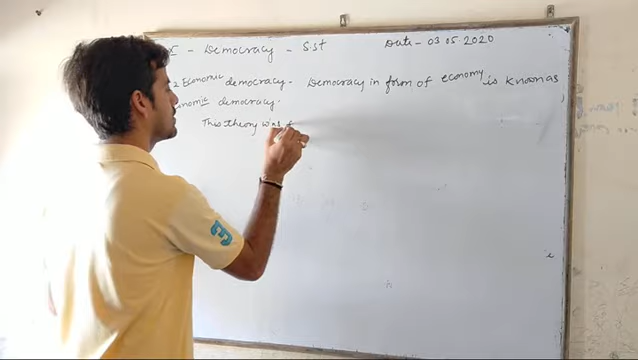 X - Democracy - S.St Date - 03.05.2020
2 Economic democracy - Democracy in form of economy is knowen as
nomic democracy.
This theory was f